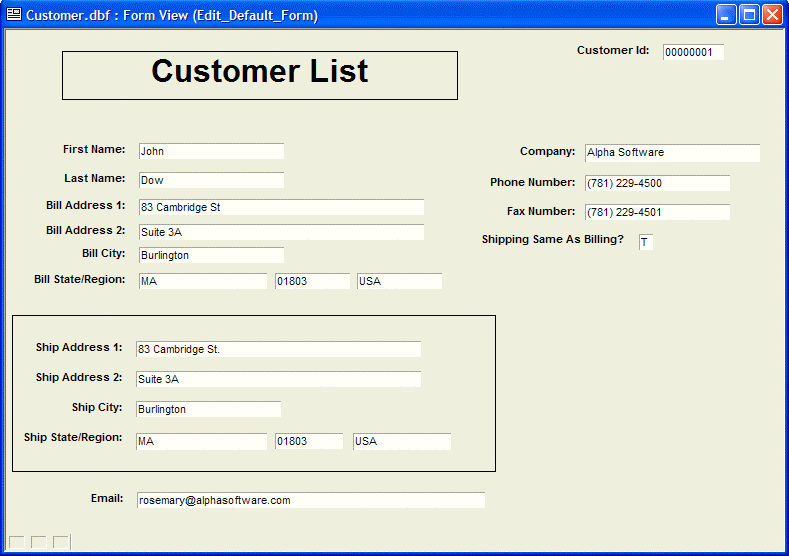 Customer.dbf : Form View (Edit_Default_Form)
Customer Id: 00000001
Customer List
First Name: John
Company: Alpha Software
Last Name: Dow
Phone Number: (781) 229-4500
Bill Address 1: 83 Cambridge St
Fax Number: (781) 229-4501
Bill Address 2: Suite 3A
Shipping Same As Billing? T
Bill City: Burlington
Bill State/Region: MA 01803 USA
Ship Address 1: 83 Cambridge St.
Ship Address 2: Suite 3A
Ship City: Burlington
Ship State/Region: MA 01803 USA
Email: rosemary@alphasoftware.com